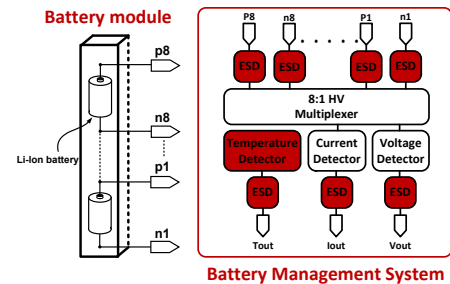 Battery module
p8
n8
p1
n1
Li-Ion battery
P8
n8
P1
n1
ESD
ESD
ESD
ESD
8:1 HV
Multiplexer
Temperature
Detector
Current
Detector
Voltage
Detector
ESD
ESD
ESD
Tout
Iout
Vout
Battery Management System